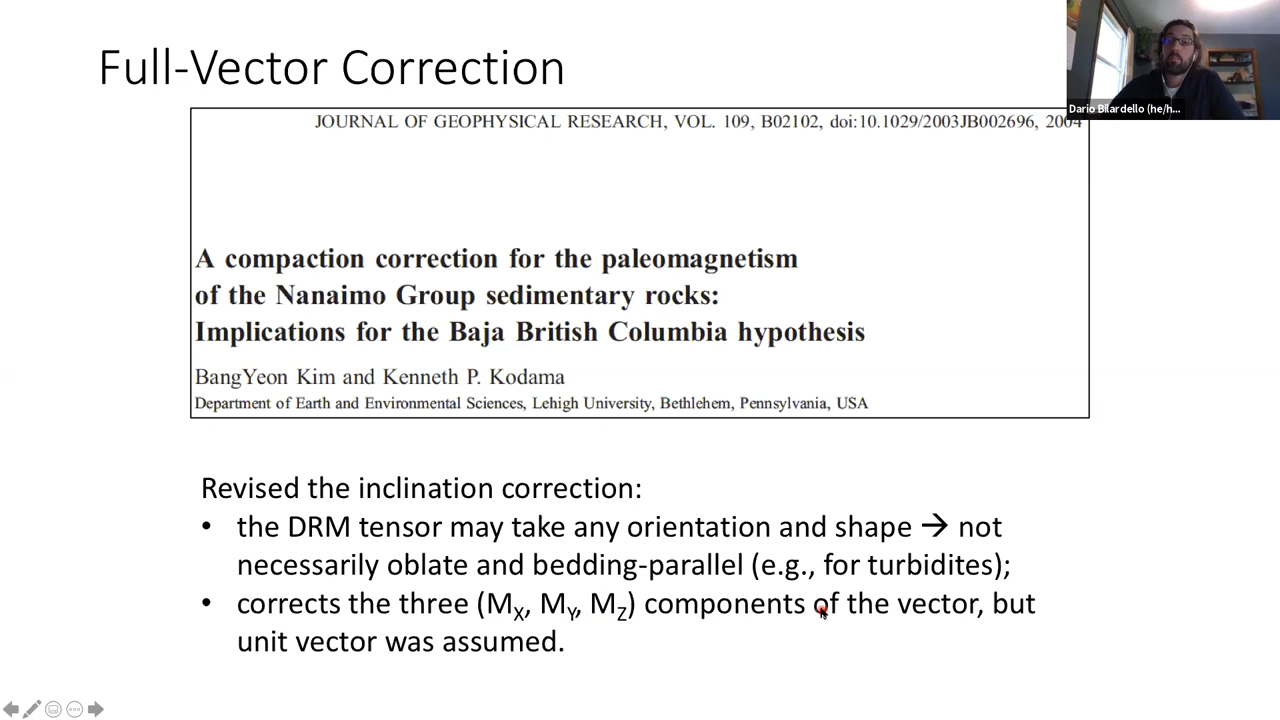 Full-Vector Correction
Dario Bilardello (he/h...
JOURNAL OF GEOPHYSICAL RESEARCH, VOL. 109, B02102, doi:10.1029/2003JB002696, 2004
A compaction correction for the paleomagnetism
of the Nanaimo Group sedimentary rocks:
Implications for the Baja British Columbia hypothesis
BangYeon Kim and Kenneth P. Kodama
Department of Earth and Environmental Sciences, Lehigh University, Bethlehem, Pennsylvania, USA
Revised the inclination correction:
• the DRM tensor may take any orientation and shape → not
necessarily oblate and bedding-parallel (e.g., for turbidites);
• corrects the three (M_X, M_Y, M_Z) components of the vector, but
unit vector was assumed.